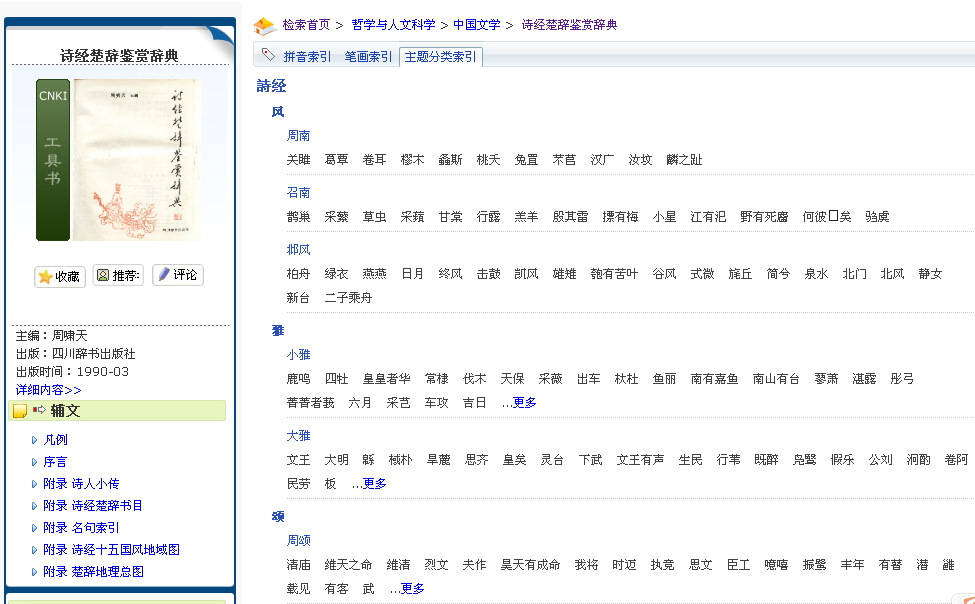 诗经楚辞鉴赏辞典
CNKI
工具书
收藏 推荐: 评论
主编：周啸天
出版：四川辞书出版社
出版时间：1990-03
详细内容>>
辅文
凡例
序言
附录 诗人小传
附录 诗经楚辞书目
附录 名句索引
附录 诗经十五国风地域图
附录 楚辞地理总图
检索首页 > 哲学与人文科学 > 中国文学 > 诗经楚辞鉴赏辞典
拼音索引 笔画索引 主题分类索引
詩经
风
周南
关雎 葛覃 卷耳 樛木 螽斯 桃夭 兔罝 芣苢 汉广 汝坟 麟之趾
召南
鹊巢 采蘩 草虫 采蘋 甘棠 行露 羔羊 殷其雷 摽有梅 小星 江有汜 野有死麕 何彼□矣 驺虞
邶风
柏舟 绿衣 燕燕 日月 终风 击鼓 凯风 雄雉 匏有苦叶 谷风 式微 旄丘 简兮 泉水 北门 北风 静女
新台 二子乘舟
雅
小雅
鹿鸣 四牡 皇皇者华 常棣 伐木 天保 采薇 出车 杕杜 鱼丽 南有嘉鱼 南山有台 蓼萧 湛露 彤弓
菁菁者莪 六月 采芑 车攻 吉日 ...更多
大雅
文王 大明 緜 棫朴 旱麓 思齐 皇矣 灵台 下武 文王有声 生民 行苇 既醉 凫鹥 假乐 公刘 泂酌 卷阿
民劳 板 ...更多
颂
周颂
清庙 维天之命 维清 烈文 天作 昊天有成命 我将 时迈 执竞 思文 臣工 噫嘻 振鹭 丰年 有瞽 潜 雝
载见 有客 武 ...更多